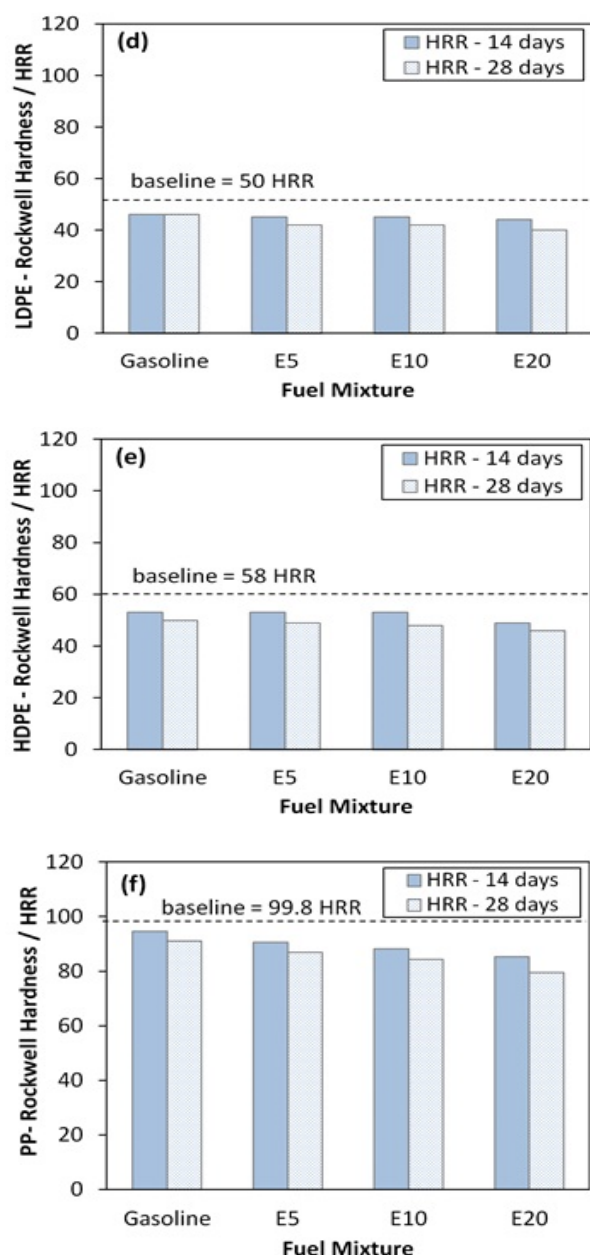 (d)
HRR - 14 days
HRR - 28 days
120
100
80
60
40
20
0
baseline = 50 HRR
LDPE - Rockwell Hardness / HRR
Gasoline E5 E10 E20
Fuel Mixture
(e)
HRR - 14 days
HRR - 28 days
120
100
80
60
40
20
0
baseline = 58 HRR
HDPE - Rockwell Hardness / HRR
Gasoline E5 E10 E20
Fuel Mixture
(f)
HRR - 14 days
HRR - 28 days
120
100
80
60
40
20
0
baseline = 99.8 HRR
PP- Rockwell Hardness / HRR
Gasoline E5 E10 E20
Fuel Mixture